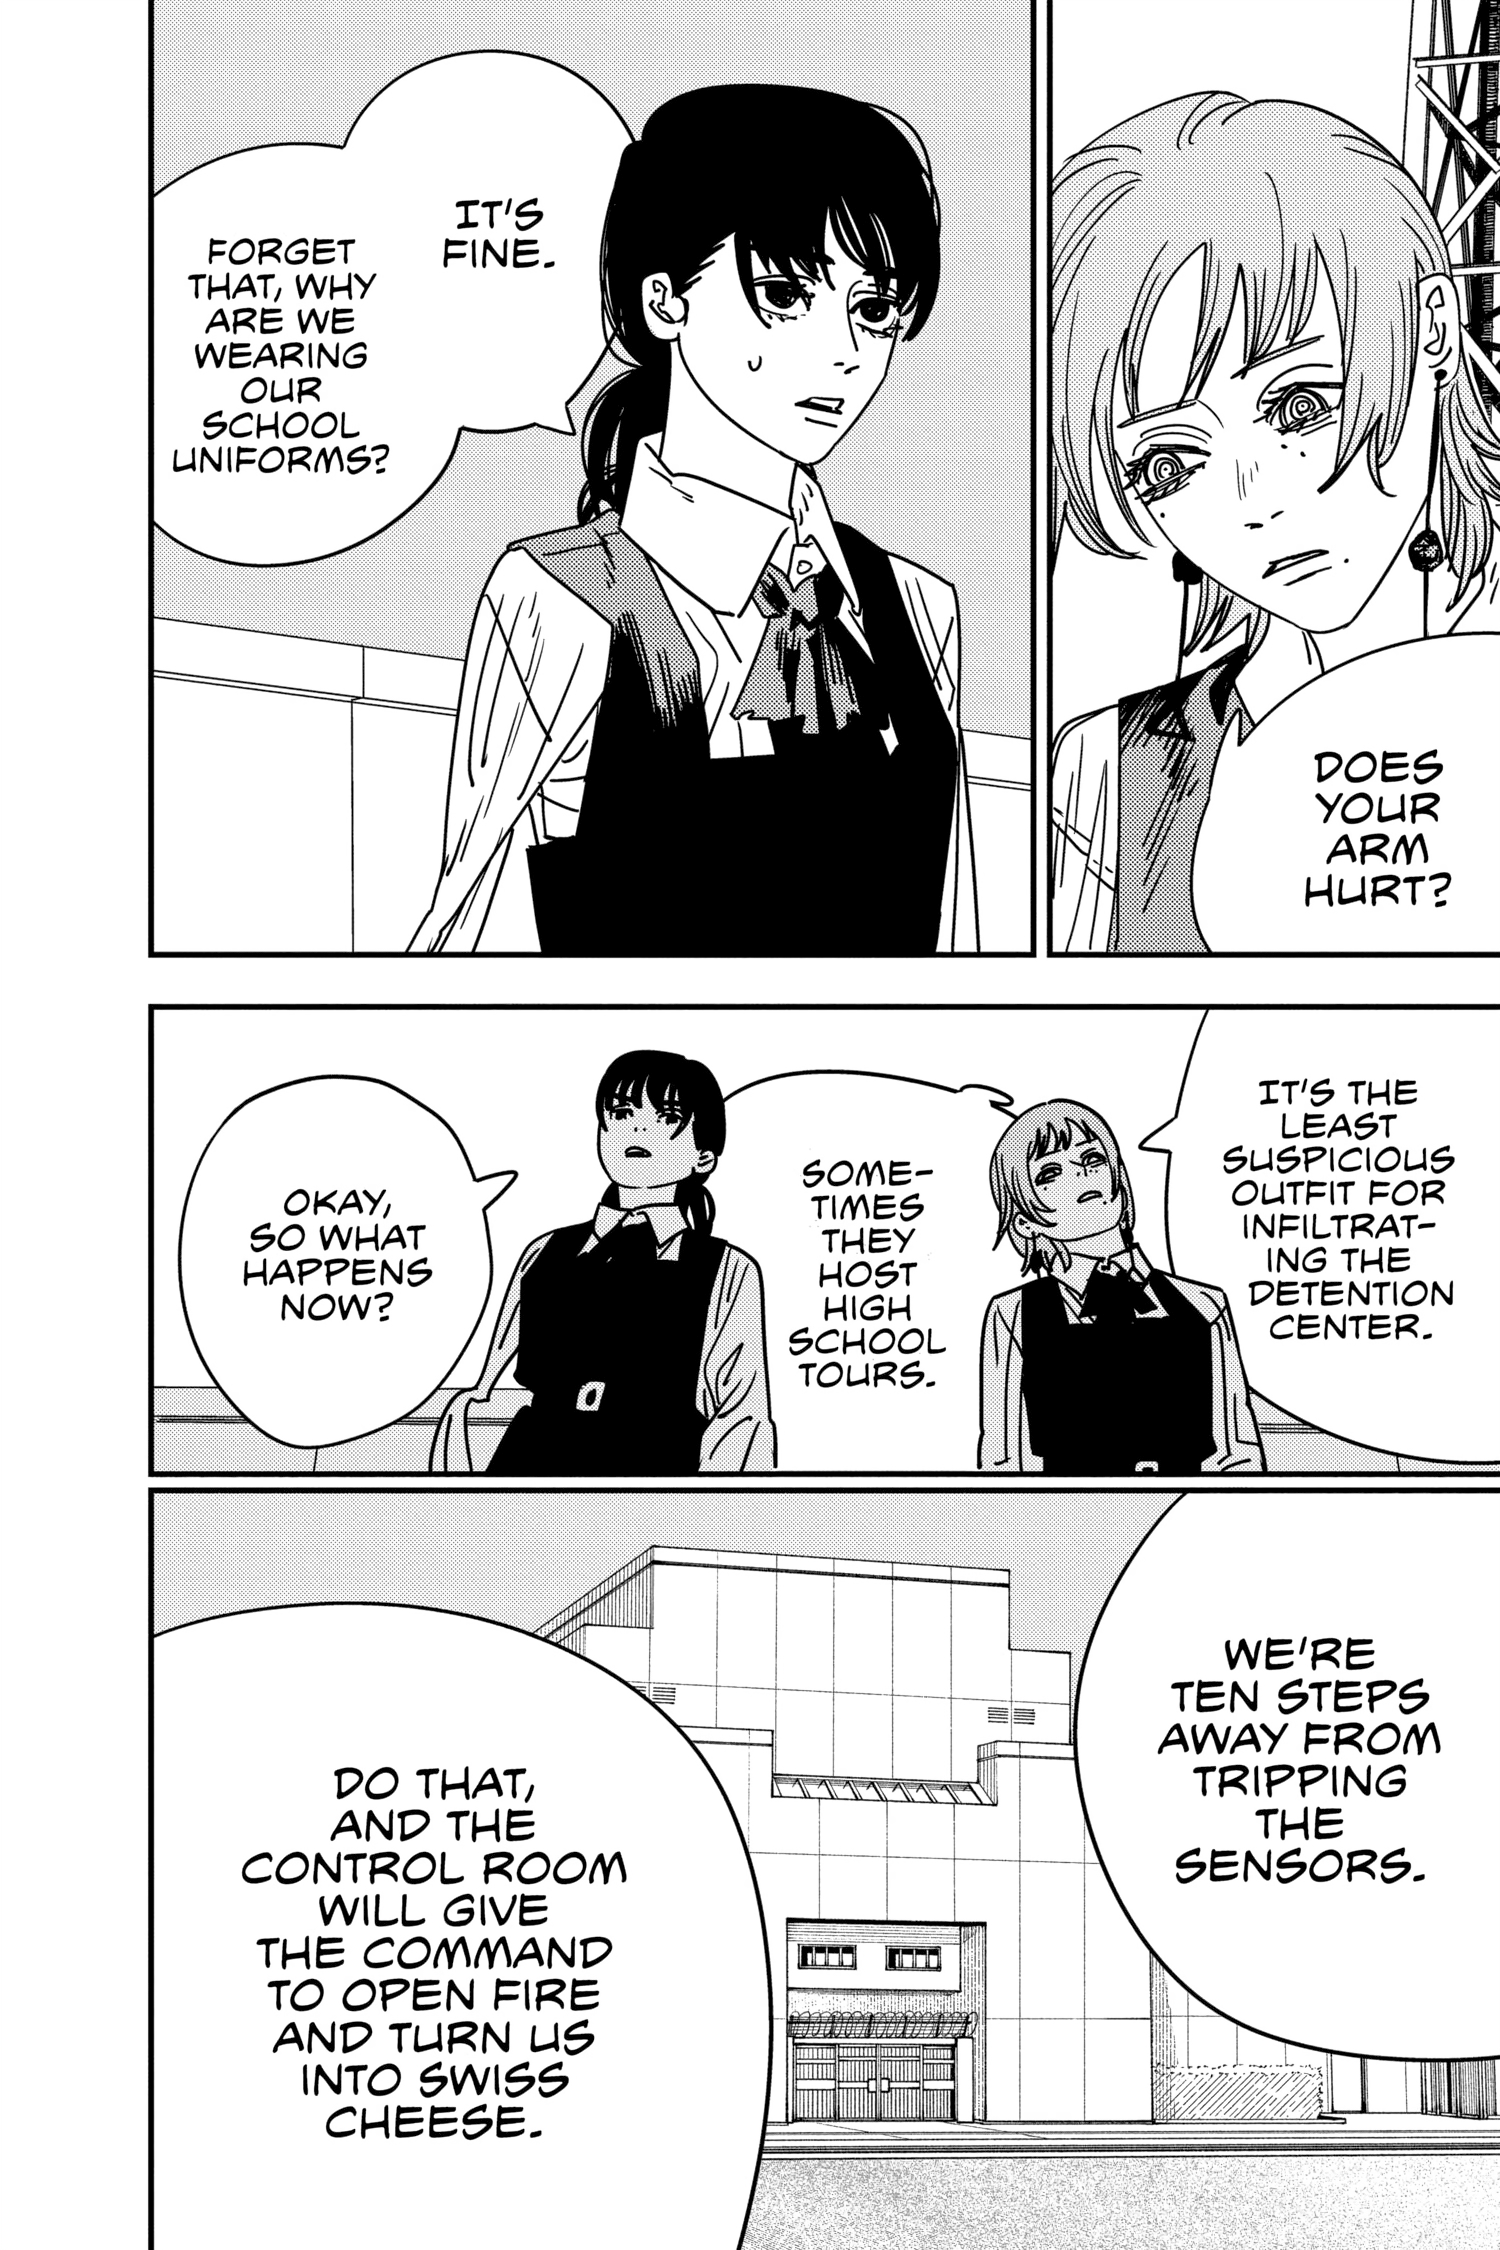 DOES
YOUR
ARM
HURT?
IT'S
FINE.
FORGET
THAT, WHY
ARE WE
WEARING
OUR
SCHOOL
UNIFORMS?
IT'S THE
LEAST
SUSPICIOUS
OUTFIT FOR
INFILTRAT-
ING THE
DETENTION
CENTER.
SOME-
TIMES
THEY
HOST
HIGH
SCHOOL
TOURS.
OKAY,
SO WHAT
HAPPENS
NOW?
WE'RE
TEN STEPS
AWAY FROM
TRIPPING
THE
SENSORS.
DO THAT,
AND THE
CONTROL ROOM
WILL GIVE
THE COMMAND
TO OPEN FIRE
AND TURN US
INTO SWISS
CHEESE.